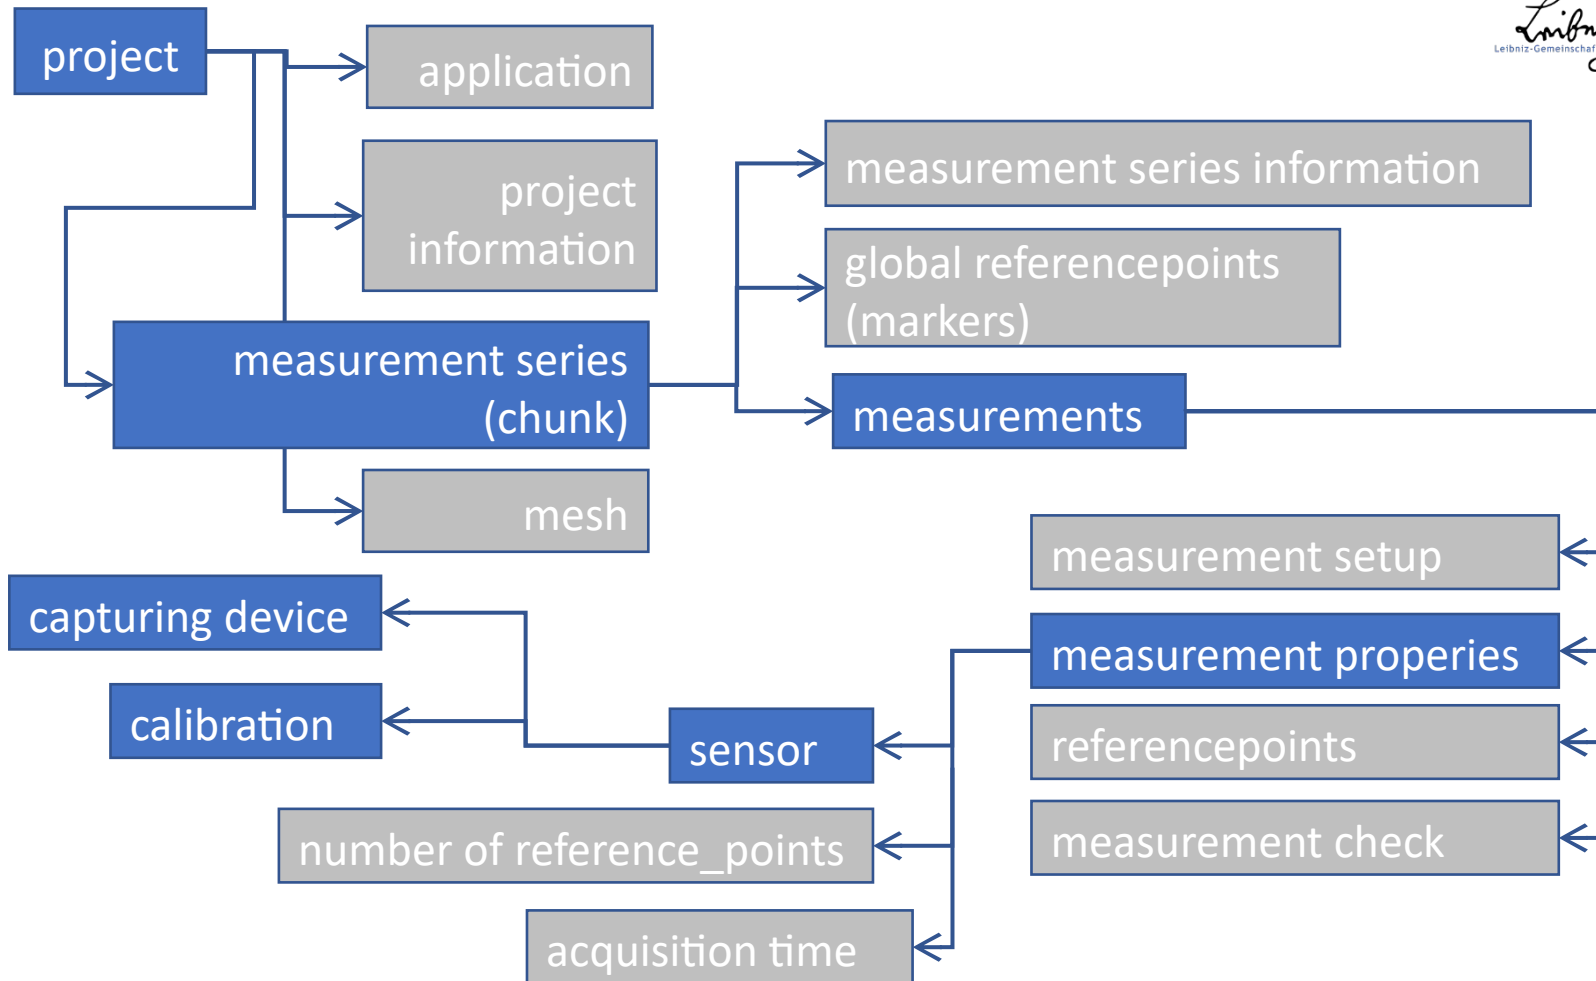 project
application
Leibniz-Gemeinschaft
project
information
measurement series information
global referencepoints
(markers)
measurement series
(chunk)
measurements
mesh
measurement setup
capturing device
measurement properies
calibration
sensor
referencepoints
number of reference_points
measurement check
acquisition time